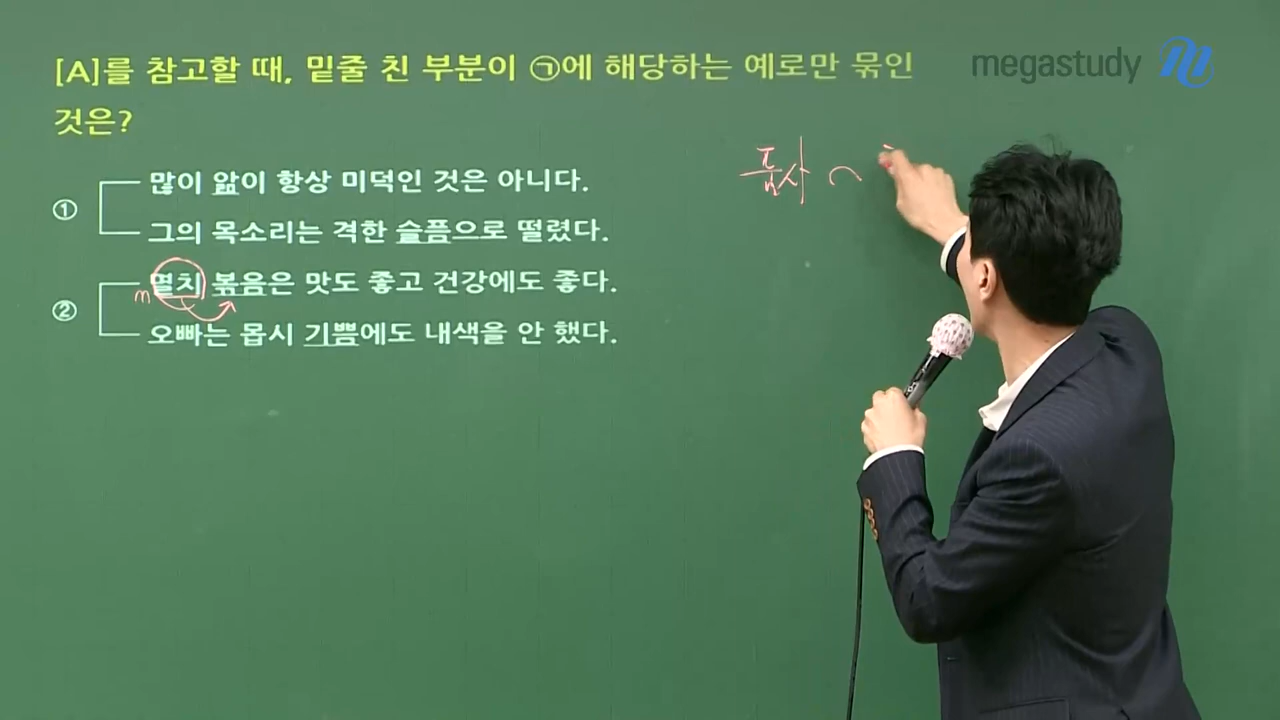 [A]를 참고할 때, 밑줄 친 부분이 ㉠에 해당하는 예로만 묶인
것은?
megastudy
① 많이 앎이 항상 미덕인 것은 아니다.
그의 목소리는 격한 슬픔으로 떨렸다.
② 멸치 볶음은 맛도 좋고 건강에도 좋다.
오빠는 몹시 기쁨에도 내색을 안 했다.
m
품사